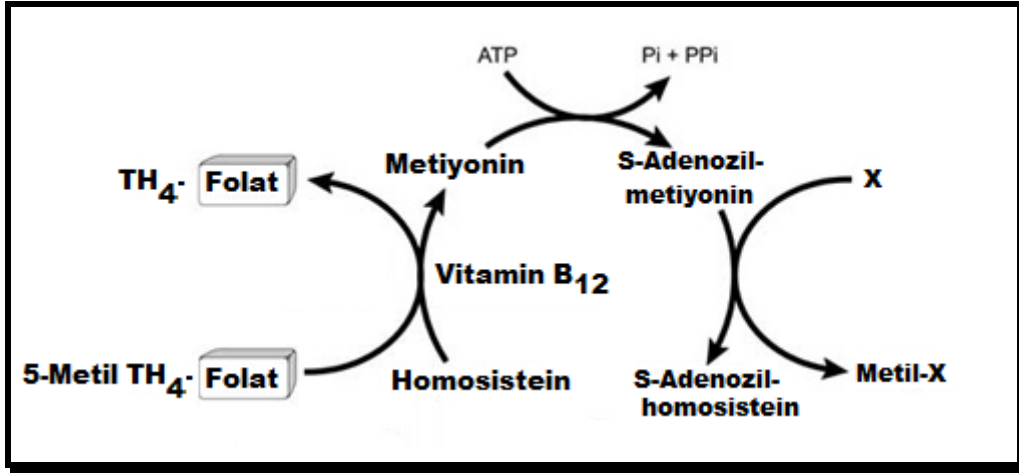 ATP
Pi + PPi
Metiyonin
S-Adenozil-
metiyonin
TH4- Folat
X
Vitamin B12
5-Metil TH4- Folat
Homosistein
S-Adenozil-
homosistein
Metil-X